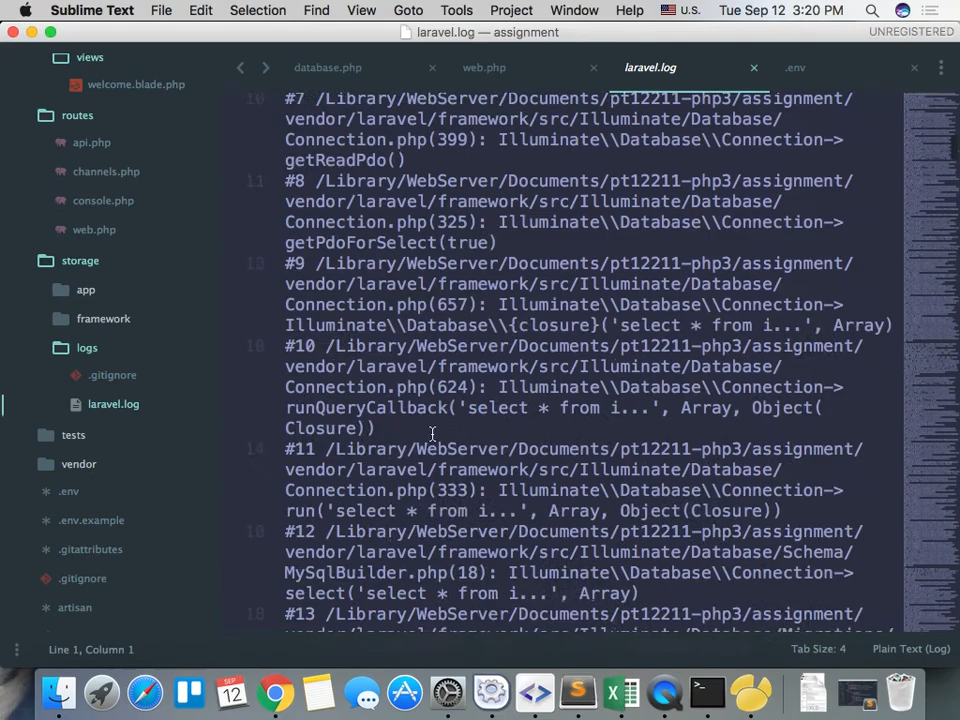 Sublime Text File Edit Selection Find View Goto Tools Project Window Help U.S. Tue Sep 12 3:20 PM
laravel.log — assignment UNREGISTERED
database.php web.php laravel.log .env
views
welcome.blade.php
routes
api.php
channels.php
console.php
web.php
storage
app
framework
logs
.gitignore
laravel.log
tests
vendor
.env
.env.example
.gitattributes
.gitignore
artisan
#7 /Library/WebServer/Documents/pt12211-php3/assignment/
vendor/laravel/framework/src/Illuminate/Database/
Connection.php(399): Illuminate\\Database\\Connection->
getReadPdo()
11 #8 /Library/WebServer/Documents/pt12211-php3/assignment/
vendor/laravel/framework/src/Illuminate/Database/
Connection.php(325): Illuminate\\Database\\Connection->
getPdoForSelect(true)
#9 /Library/WebServer/Documents/pt12211-php3/assignment/
vendor/laravel/framework/src/Illuminate/Database/
Connection.php(657): Illuminate\\Database\\Connection->
Illuminate\\Database\\{closure}('select * from i...', Array)
#10 /Library/WebServer/Documents/pt12211-php3/assignment/
vendor/laravel/framework/src/Illuminate/Database/
Connection.php(624): Illuminate\\Database\\Connection->
runQueryCallback('select * from i...', Array, Object(
Closure))
14 #11 /Library/WebServer/Documents/pt12211-php3/assignment/
vendor/laravel/framework/src/Illuminate/Database/
Connection.php(333): Illuminate\\Database\\Connection->
run('select * from i...', Array, Object(Closure))
#12 /Library/WebServer/Documents/pt12211-php3/assignment/
vendor/laravel/framework/src/Illuminate/Database/Schema/
MySqlBuilder.php(18): Illuminate\\Database\\Connection->
select('select * from i...', Array)
#13 /Library/WebServer/Documents/pt12211-php3/assignment/
vendor/laravel/framework/src/Illuminate/Database/Migrations/
Line 1, Column 1 Tab Size: 4 Plain Text (Log)
SEP
12